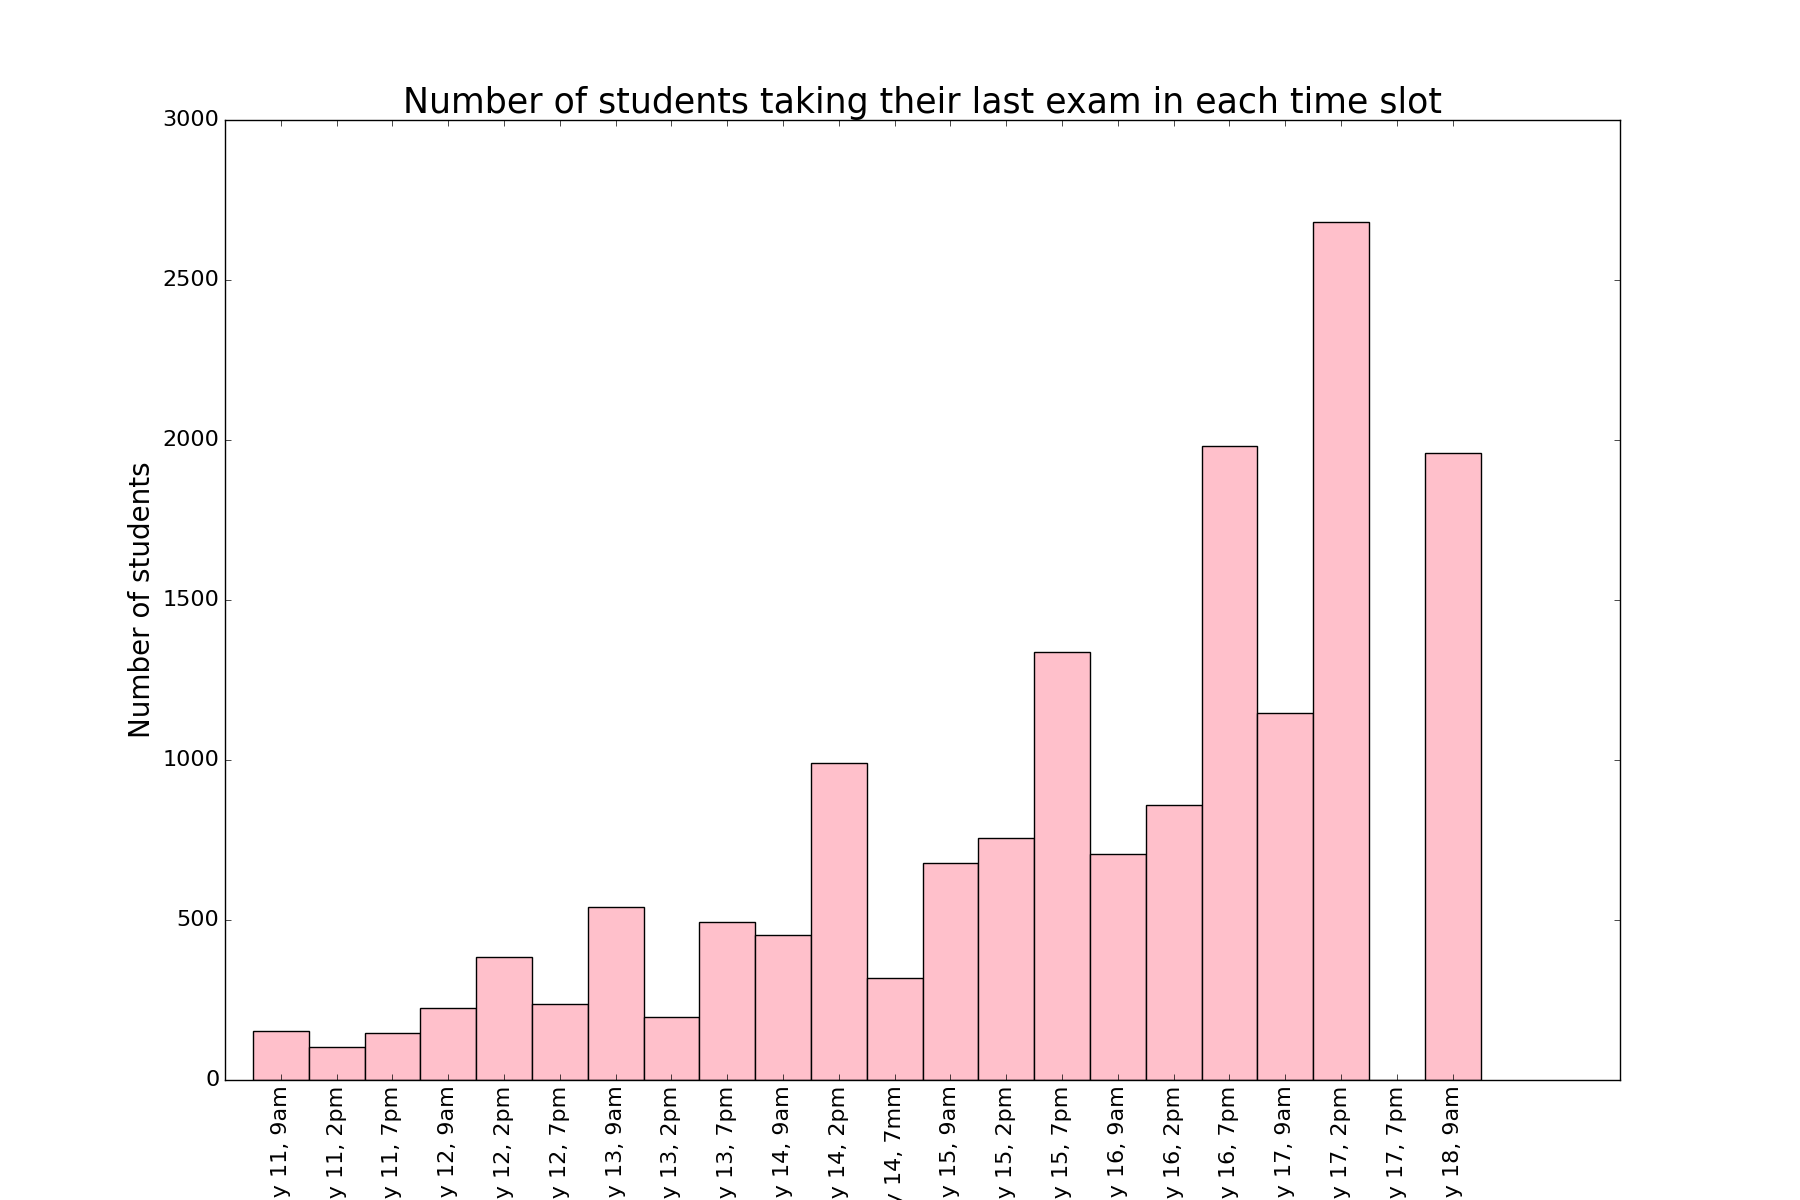 Number of students taking their last exam in each time slot
Number of students
3000
2500
2000
1500
1000
500
0
y 11, 9am
y 11, 2pm
y 11, 7pm
y 12, 9am
y 12, 2pm
y 12, 7pm
y 13, 9am
y 13, 2pm
y 13, 7pm
y 14, 9am
y 14, 2pm
y 14, 7mm
y 15, 9am
y 15, 2pm
y 15, 7pm
y 16, 9am
y 16, 2pm
y 16, 7pm
y 17, 9am
y 17, 2pm
y 17, 7pm
y 18, 9am